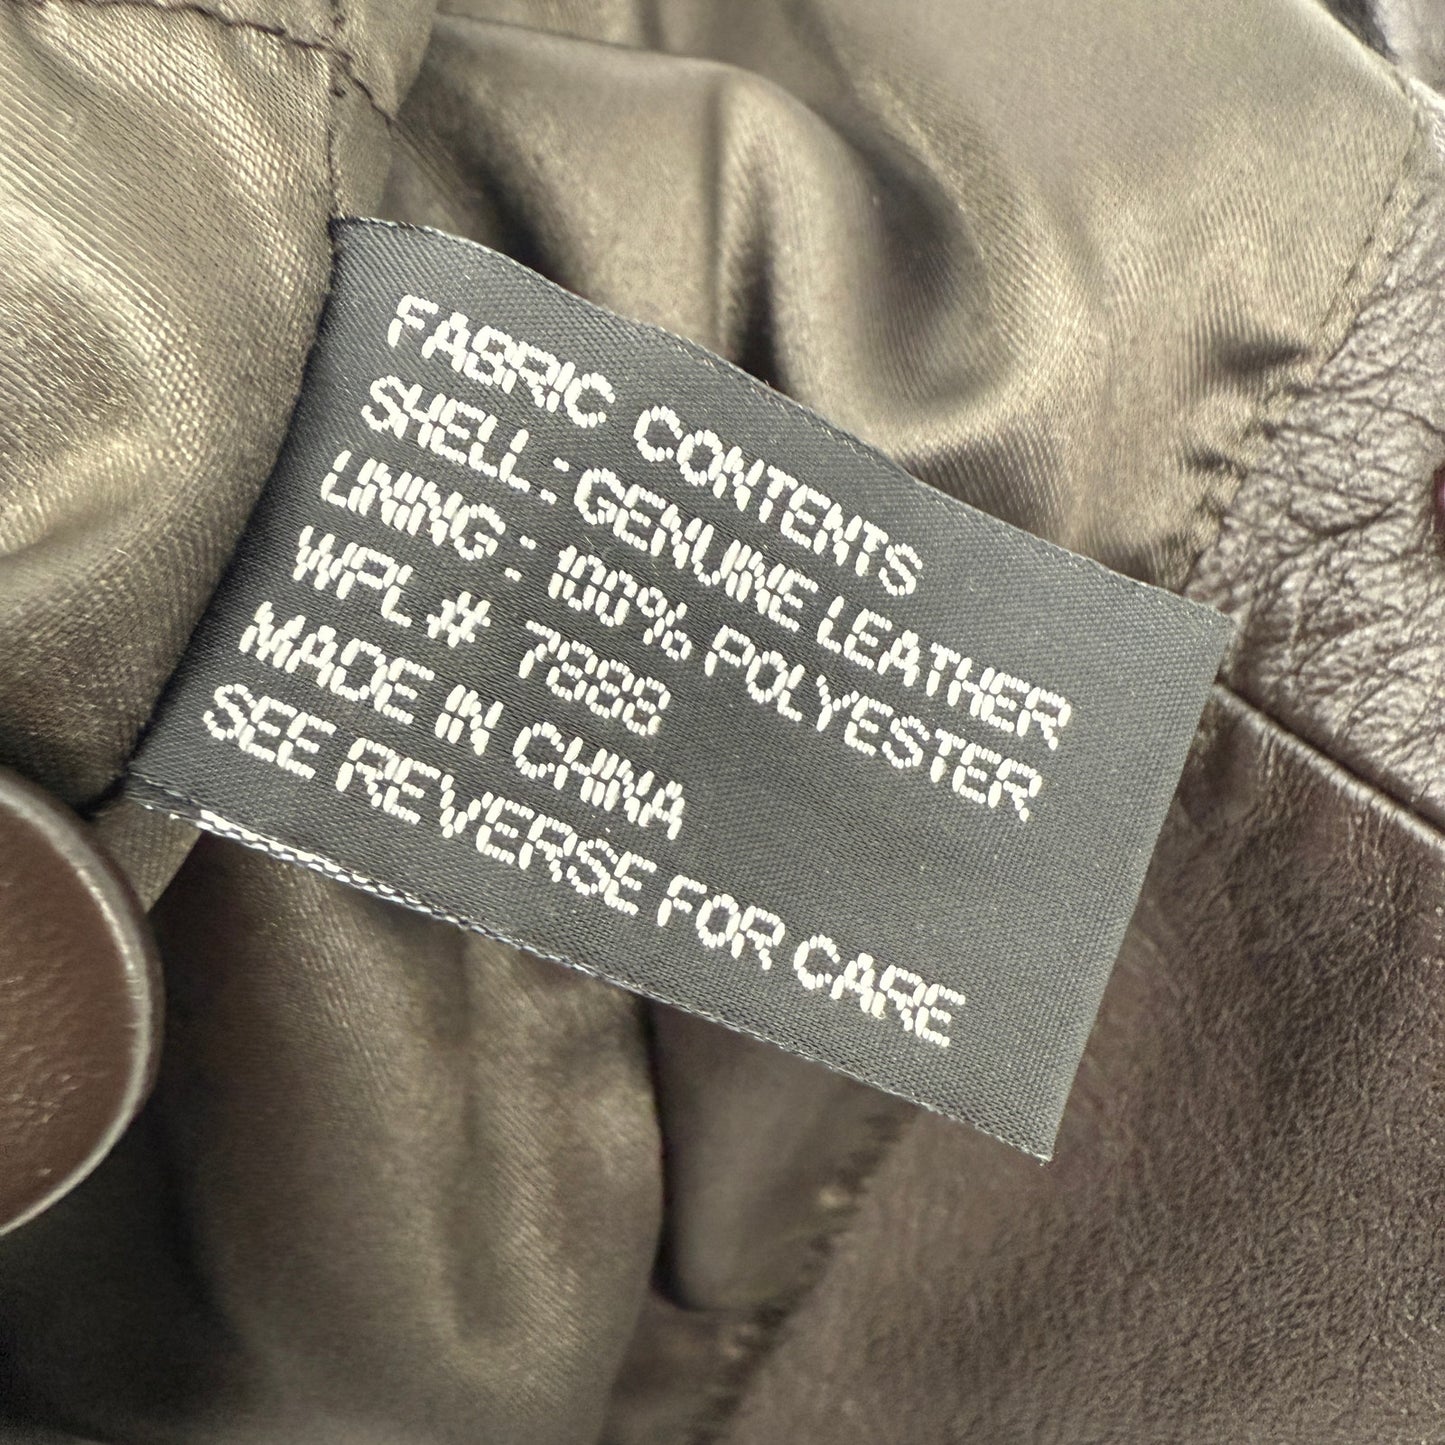 FABRIC CONTENTS
SHELL: GENUINE LEATHER
LINING: 100% POLYESTER
WPL# 7888
MADE IN CHINA
SEE REVERSE FOR CARE